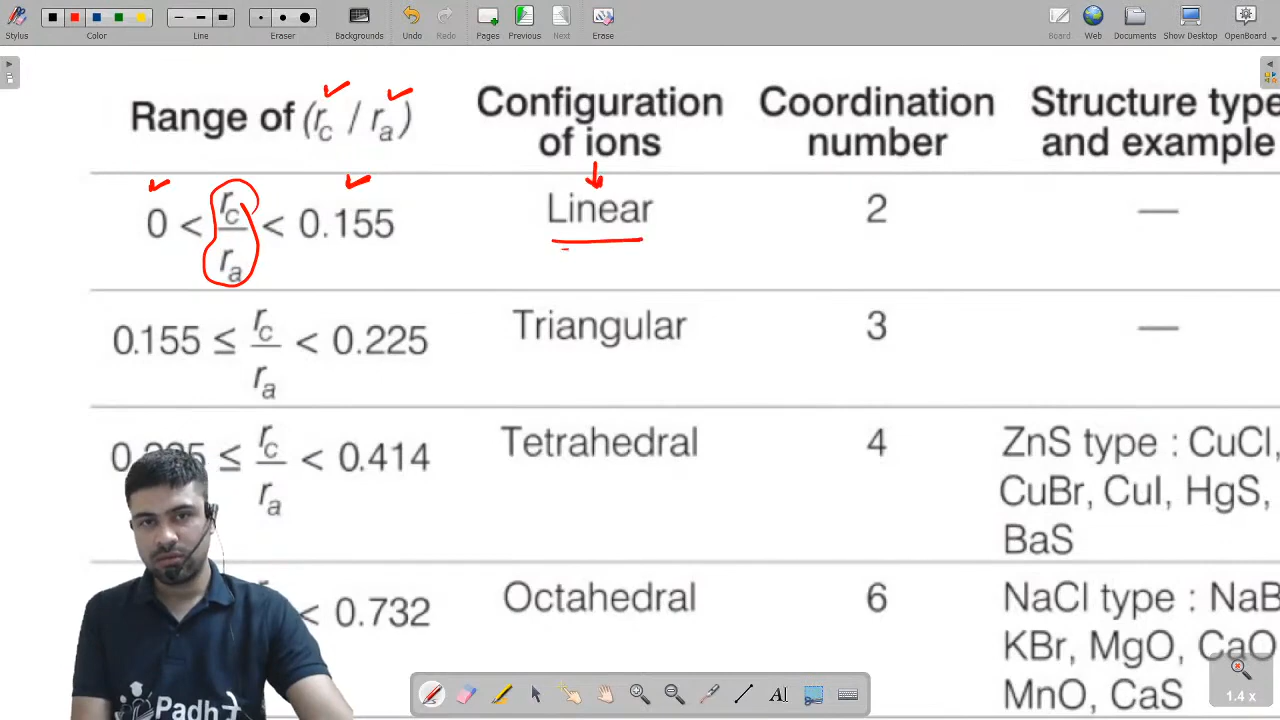 Stylus Color Line Eraser Backgrounds Undo Redo Pages Previous Next Erase Board Web Documents Show Desktop OpenBoard
Range of (rc / ra) Configuration of ions Coordination number Structure type and example
0 < rc/ra < 0.155 Linear 2 —
0.155 ≤ rc/ra < 0.225 Triangular 3 —
≤ rc/ra < 0.414 Tetrahedral 4 ZnS type : CuCl,
CuBr, CuI, HgS,
BaS
< 0.732 Octahedral 6 NaCl type :
KBr, MgO, CaO
MnO, CaS
1.4 x
Padh